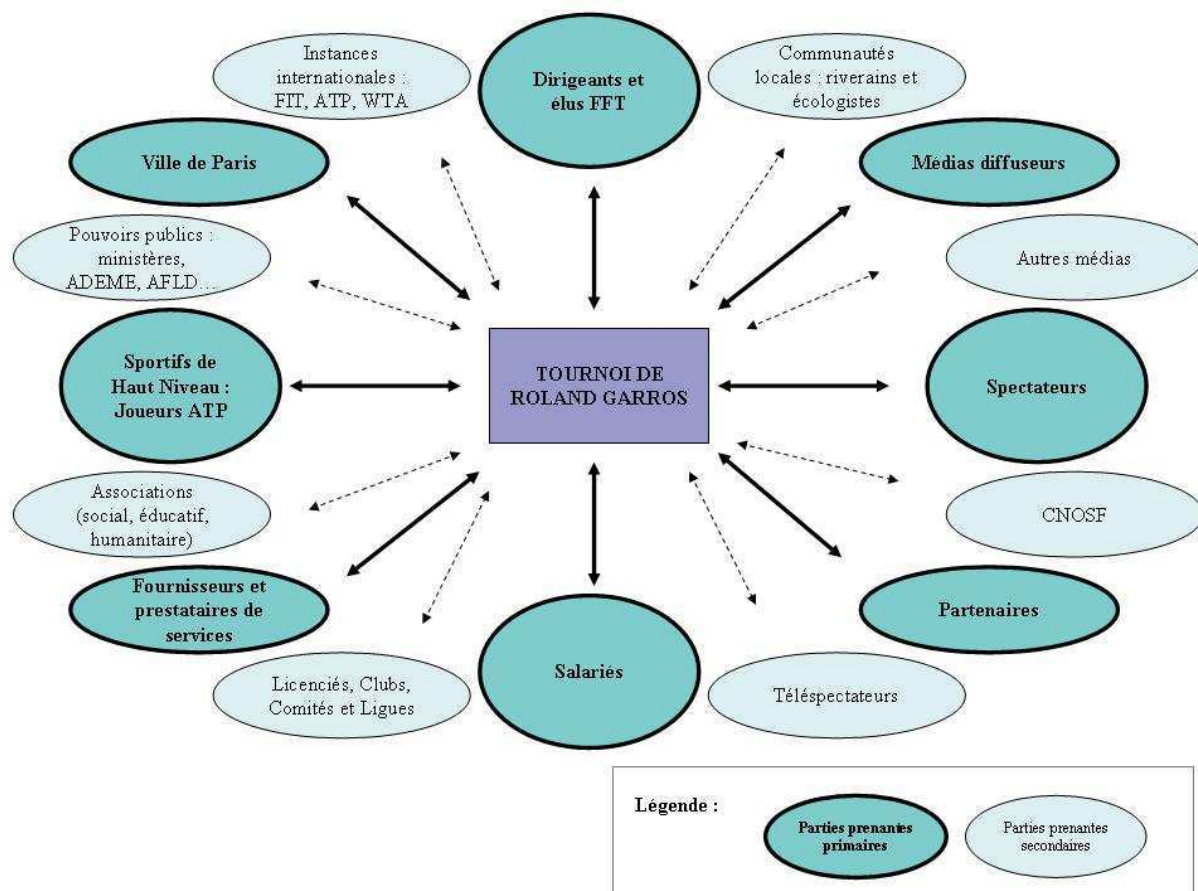 Instances
internationales :
FIT, ATP, WTA
Dirigeants et
élus FFT
Communautés
locales : riverains et
écologistes
Ville de Paris
Médias diffuseurs
Pouvoirs publics :
ministères,
ADEME, AFLD...
Autres médias
Sportifs de
Haut Niveau :
Joueurs ATP
TOURNOI DE
ROLAND GARROS
Spectateurs
Associations
(social, éducatif,
humanitaire)
CNOSF
Fournisseurs et
prestataires de
services
Partenaires
Licenciés, Clubs,
Comités et Ligues
Salariés
Téléspectateurs
Légende :
Parties prenantes
primaires
Parties prenantes
secondaires